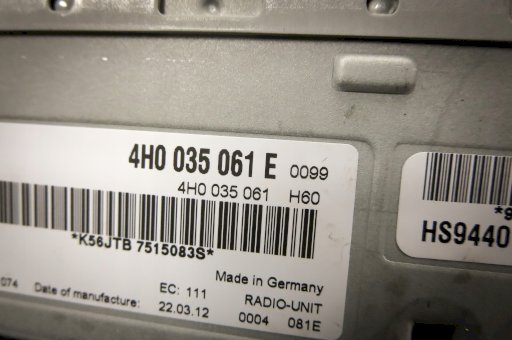 4H0 035 061 E 0099
4H0 035 061 H60
*K56JTB 7515083S*
Made in Germany
074 Date of manufacture: EC: 111 RADIO-UNIT
22.03.12 0004 081E
*9
HS9440